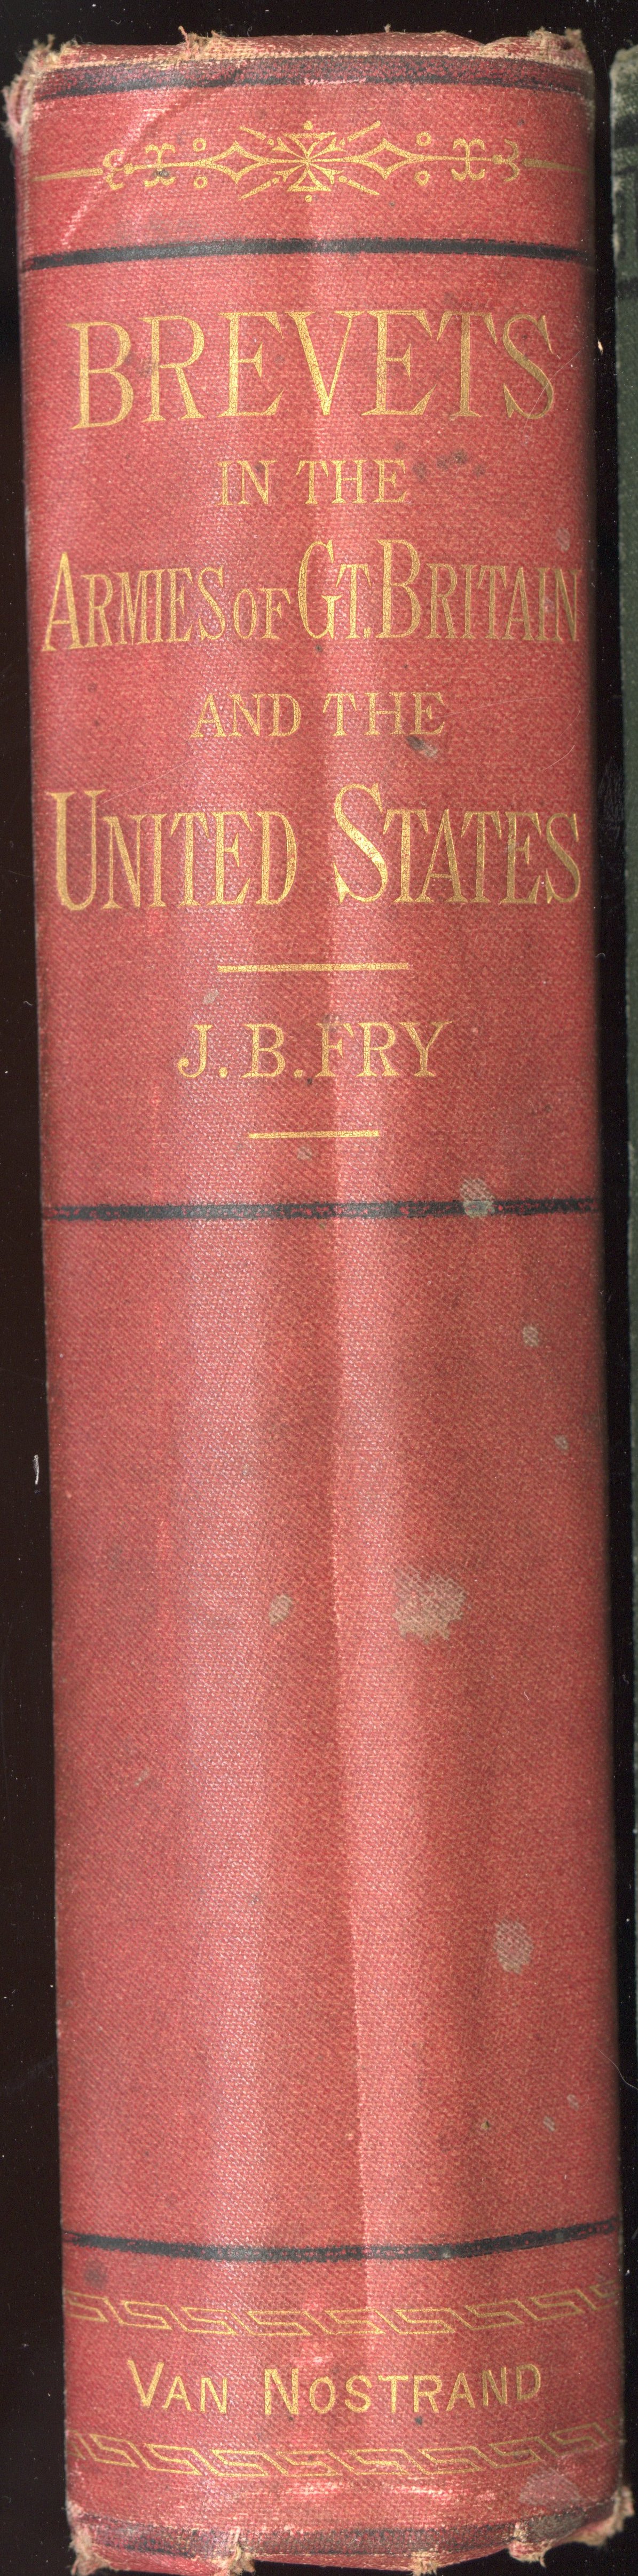 BREVETS
IN THE
ARMIES OF GT. BRITAIN
AND THE
UNITED STATES
J. B. FRY
VAN NOSTRAND